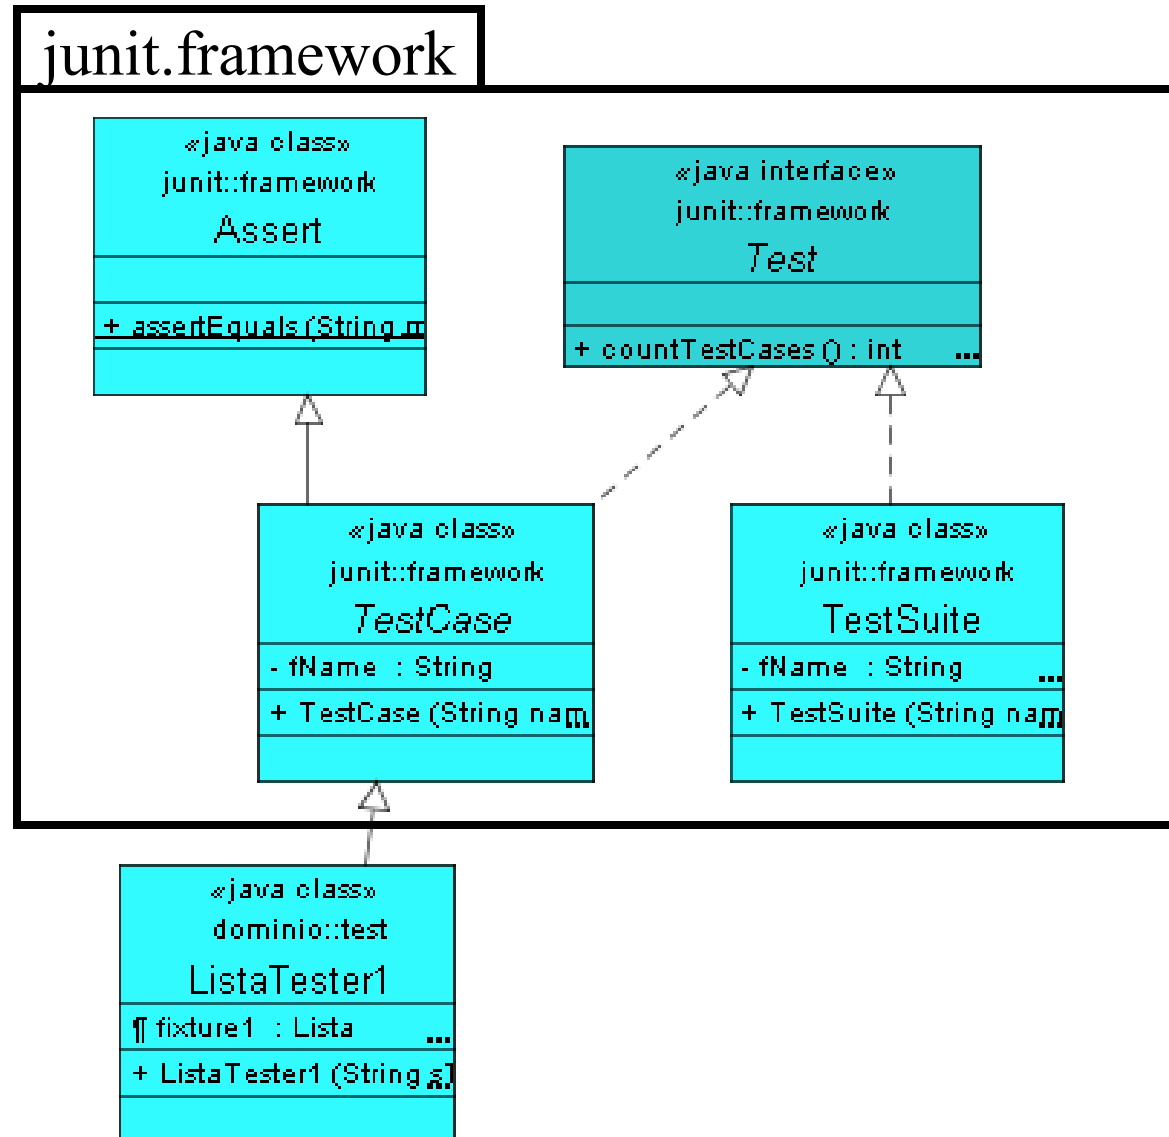 junit.framework
«java class»
junit::framework
Assert
+ assertEquals (String m
«java interface»
junit::framework
Test
+ countTestCases () : int ...
«java class»
junit::framework
TestCase
- fName : String
+ TestCase (String nam...
«java class»
junit::framework
TestSuite
- fName : String ...
+ TestSuite (String nam...
«java class»
dominio::test
ListaTester1
¶ fixture1 : Lista ...
+ ListaTester1 (String s)...